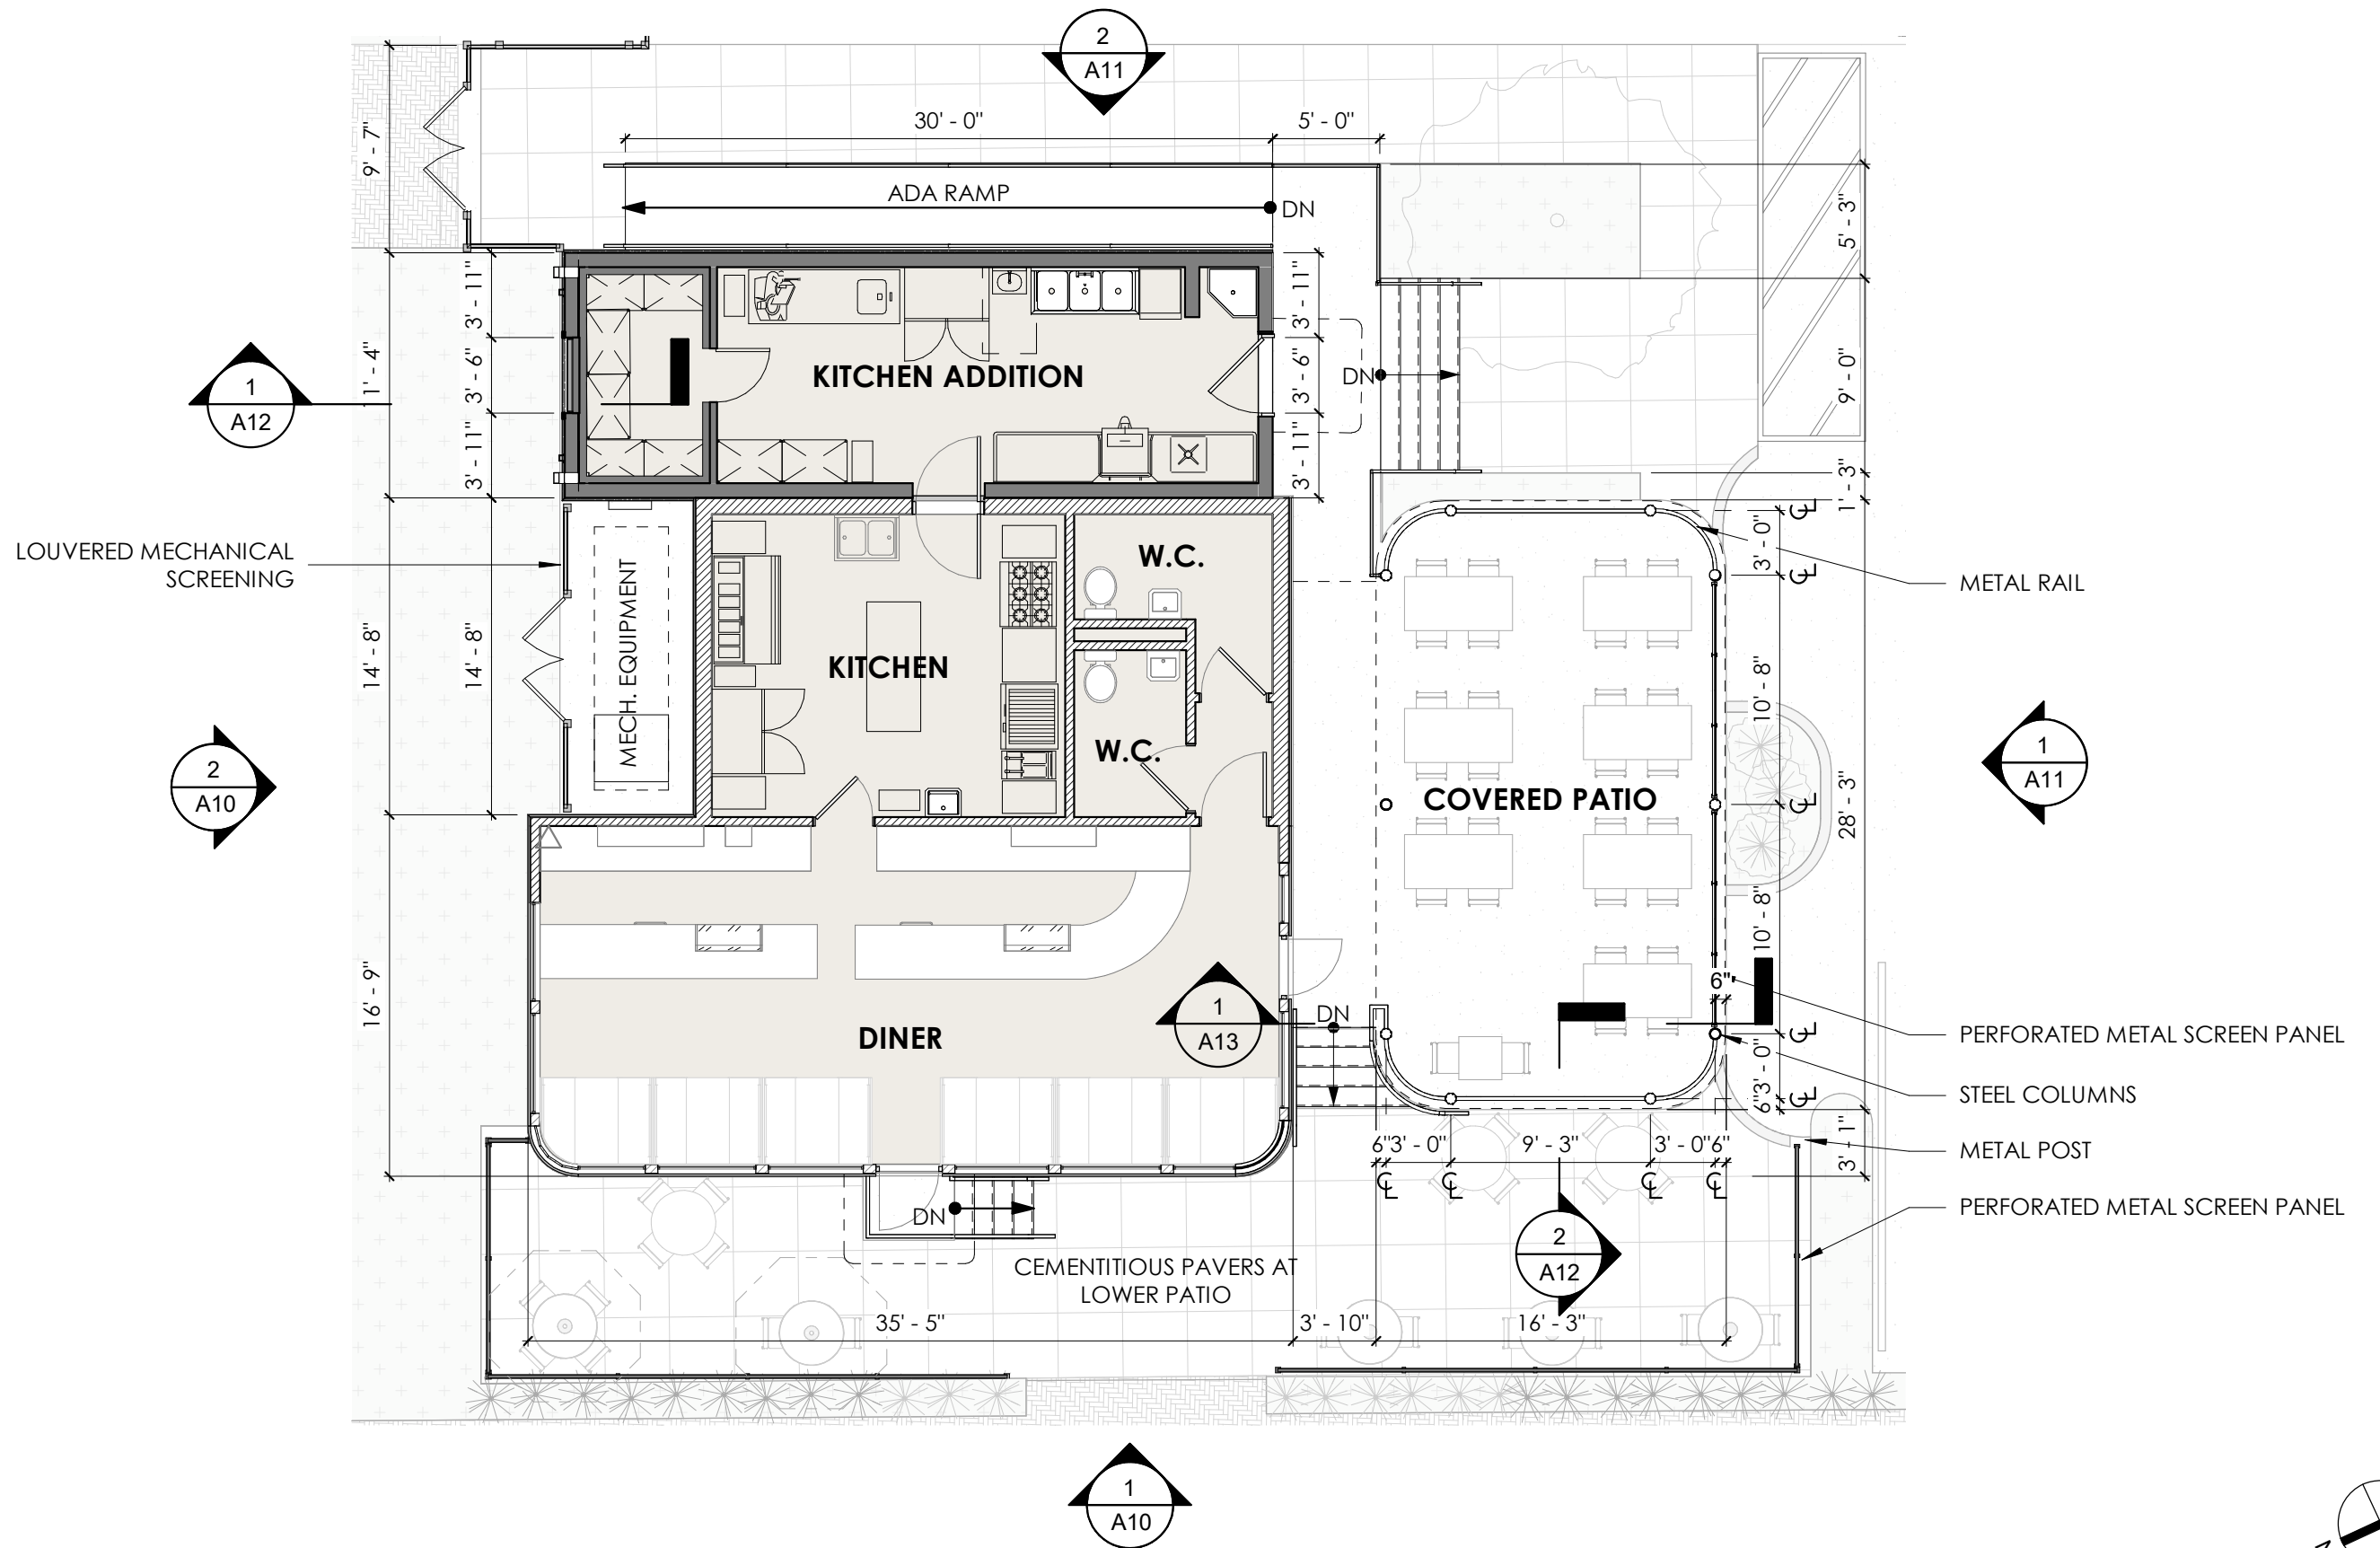 2
A11
30' - 0"
5' - 0"
9' - 7"
ADA RAMP
DN
5' - 3"
3' - 11"
3' - 11"
1
A12
11' - 4"
3' - 6"
KITCHEN ADDITION
3' - 6"
DN
9' - 0"
3' - 11"
3' - 11"
1' - 3"
LOUVERED MECHANICAL
SCREENING
W.C.
3' - 0"
METAL RAIL
14' - 8"
14' - 8"
MECH. EQUIPMENT
KITCHEN
10' - 8"
W.C.
2
A10
COVERED PATIO
28' - 3"
1
A11
10' - 8"
16' - 9"
6"
DINER
1
A13
DN
PERFORATED METAL SCREEN PANEL
3' - 0"
6"
STEEL COLUMNS
6"
3' - 0"
9' - 3"
3' - 0"
6"
3' - 1"
METAL POST
DN
PERFORATED METAL SCREEN PANEL
2
A12
CEMENTITIOUS PAVERS AT
LOWER PATIO
35' - 5"
3' - 10"
16' - 3"
1
A10